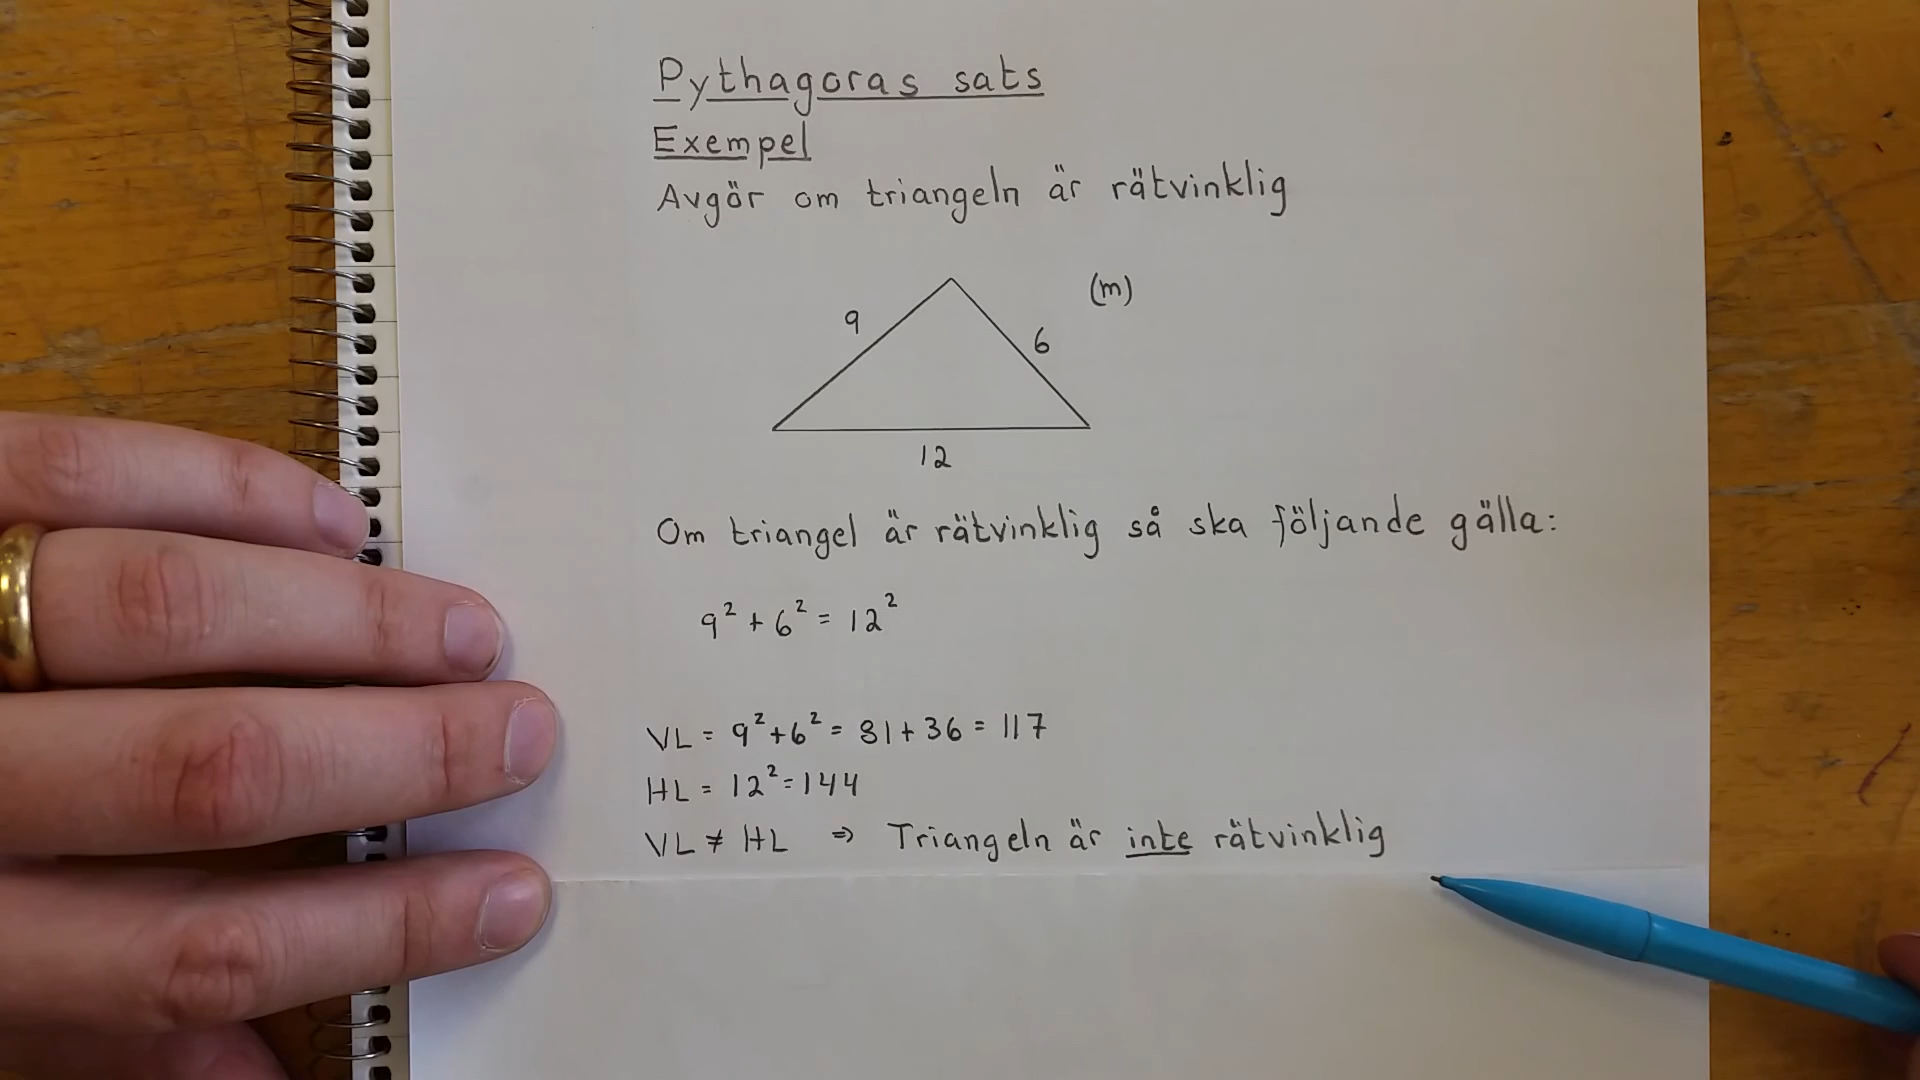 Pythagoras sats
Exempel
Avgör om triangeln är rätvinklig
(m)
9
6
12
Om triangel är rätvinklig så ska följande gälla:
9² + 6² = 12²
VL = 9² + 6² = 81 + 36 = 117
HL = 12² = 144
VL ≠ HL ⇒ Triangeln är inte rätvinklig